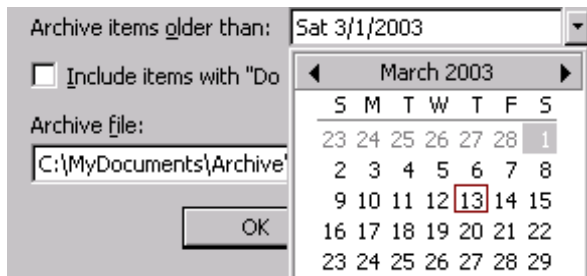 Archive items older than: Sat 3/1/2003
Include items with "Do
March 2003
S M T W T F S
23 24 25 26 27 28 1
Archive file:
2 3 4 5 6 7 8
C:\MyDocuments\Archive\
9 10 11 12 13 14 15
OK
16 17 18 19 20 21 22
23 24 25 26 27 28 29